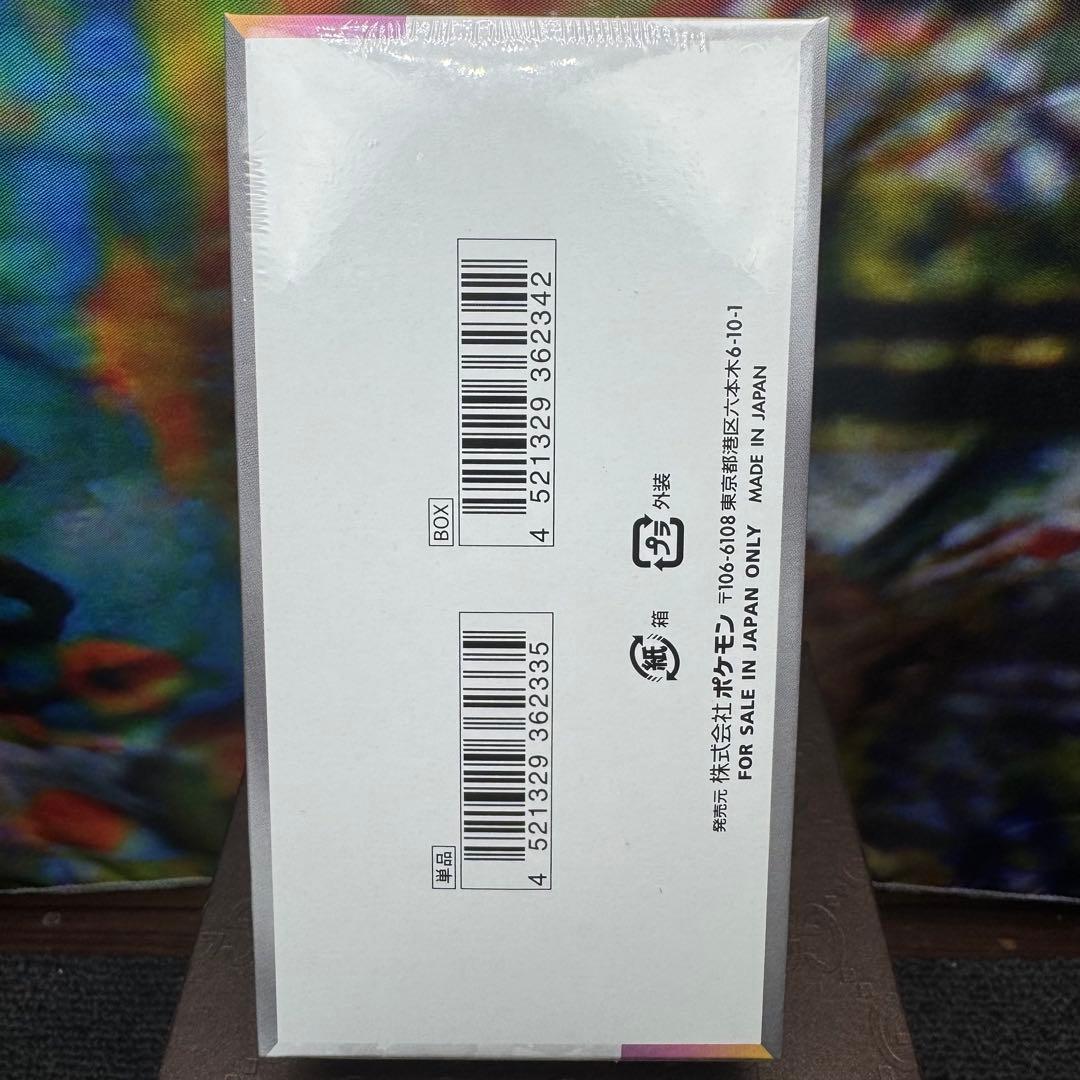 単品
4 521329 362335
BOX
4 521329 362342
紙 箱
プラ 外装
発売元 株式会社 ポケモン 〒106-6108 東京都港区六本木6-10-1
FOR SALE IN JAPAN ONLY MADE IN JAPAN